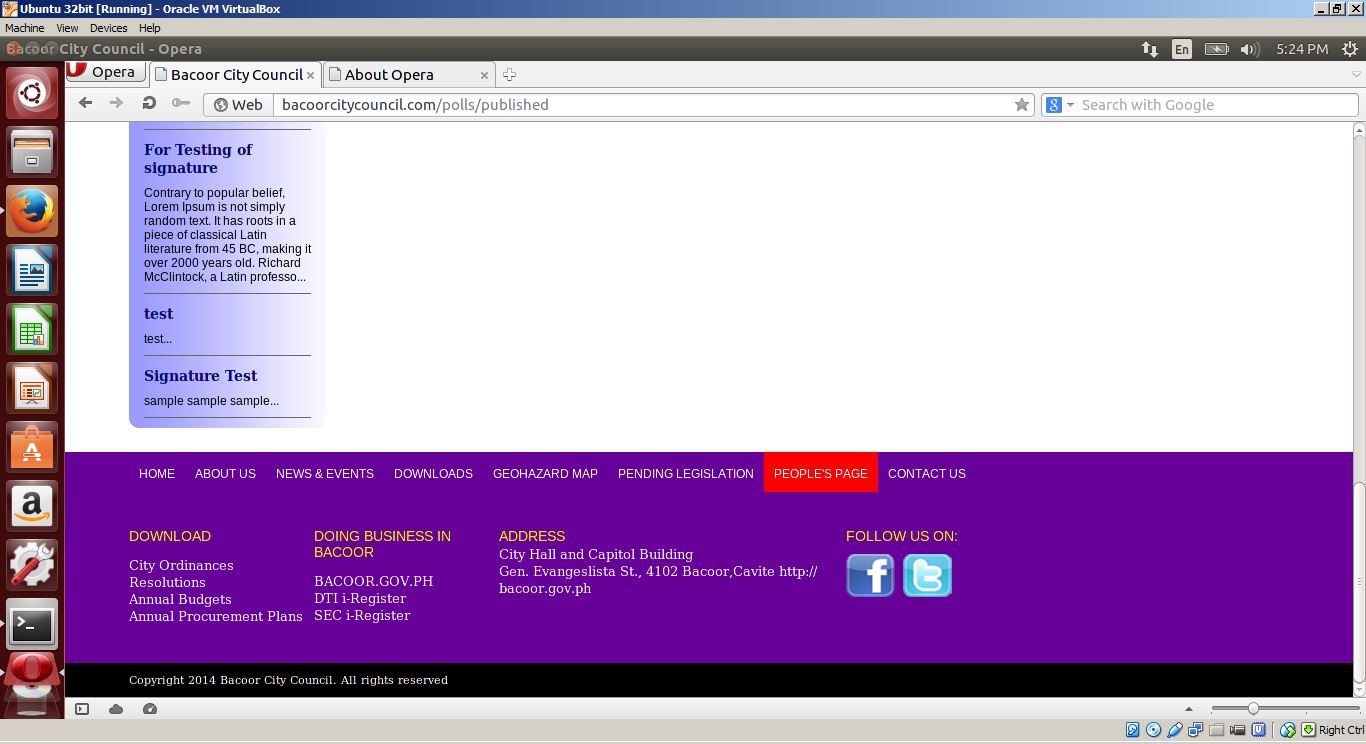 Ubuntu 32bit [Running] - Oracle VM VirtualBox
Machine View Devices Help
Bacoor City Council - Opera
En
5:24 PM
Opera
Bacoor City Council
About Opera
Web
bacoorcitycouncil.com/polls/published
Search with Google
For Testing of
signature
Contrary to popular belief,
Lorem Ipsum is not simply
random text. It has roots in a
piece of classical Latin
literature from 45 BC, making it
over 2000 years old. Richard
McClintock, a Latin professo...
test
test...
Signature Test
sample sample sample...
HOME ABOUT US NEWS & EVENTS DOWNLOADS GEOHAZARD MAP PENDING LEGISLATION PEOPLE'S PAGE CONTACT US
DOWNLOAD
City Ordinances
Resolutions
Annual Budgets
Annual Procurement Plans
DOING BUSINESS IN
BACOOR
BACOOR.GOV.PH
DTI i-Register
SEC i-Register
ADDRESS
City Hall and Capitol Building
Gen. Evangeslista St., 4102 Bacoor,Cavite http://
bacoor.gov.ph
FOLLOW US ON:
Copyright 2014 Bacoor City Council. All rights reserved
Right Ctrl